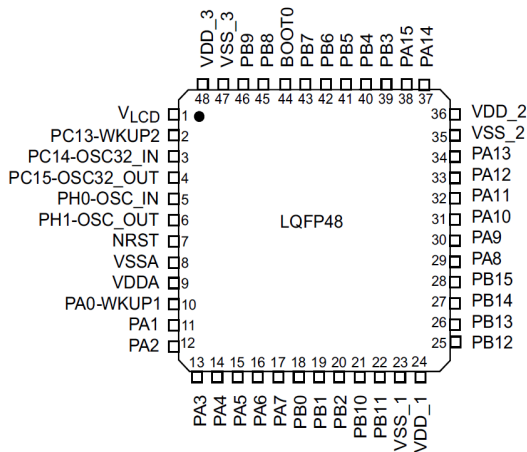 VDD_3
VSS_3
PB9
PB8
BOOT0
PB7
PB6
PB5
PB4
PB3
PA15
PA14
48 47 46 45 44 43 42 41 40 39 38 37
VLCD 1
PC13-WKUP2 2
PC14-OSC32_IN 3
PC15-OSC32_OUT 4
PH0-OSC_IN 5
PH1-OSC_OUT 6
NRST 7
VSSA 8
VDDA 9
PA0-WKUP1 10
PA1 11
PA2 12
LQFP48
36 VDD_2
35 VSS_2
34 PA13
33 PA12
32 PA11
31 PA10
30 PA9
29 PA8
28 PB15
27 PB14
26 PB13
25 PB12
13 14 15 16 17 18 19 20 21 22 23 24
PA3
PA4
PA5
PA6
PA7
PB0
PB1
PB2
PB10
PB11
VSS_1
VDD_1